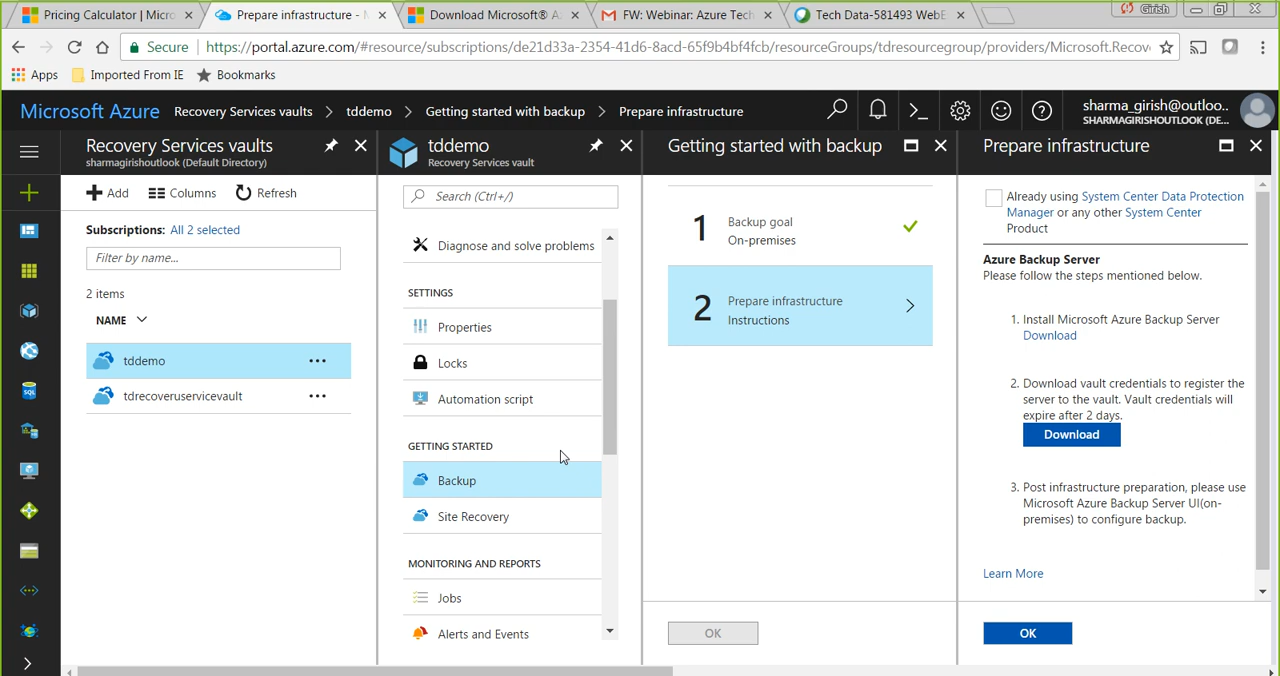 Pricing Calculator | Micro
Prepare infrastructure -
Download Microsoft®
FW: Webinar: Azure Tech
Tech Data-581493 WebE
Girish
Secure
https://portal.azure.com/#resource/subscriptions/de21d33a-2354-41d6-8acd-65f9b4bf4fcb/resourceGroups/tdresourcegroup/providers/Microsoft.Recov
Apps
Imported From IE
Bookmarks
Microsoft Azure
Recovery Services vaults > tddemo > Getting started with backup > Prepare infrastructure
sharma_girish@outloo..
SHARMAGIRISHOUTLOOK (DE...
Recovery Services vaults
sharmagirishoutlook (Default Directory)
Add
Columns
Refresh
Subscriptions: All 2 selected
Filter by name...
2 items
NAME
tddemo
tdrecoveruservicevault
tddemo
Recovery Services vault
Search (Ctrl+/)
Diagnose and solve problems
SETTINGS
Properties
Locks
Automation script
GETTING STARTED
Backup
Site Recovery
MONITORING AND REPORTS
Jobs
Alerts and Events
Getting started with backup
1
Backup goal
On-premises
2
Prepare infrastructure
Instructions
OK
Prepare infrastructure
Already using System Center Data Protection
Manager or any other System Center
Product
Azure Backup Server
Please follow the steps mentioned below.
1. Install Microsoft Azure Backup Server
Download
2. Download vault credentials to register the
server to the vault. Vault credentials will
expire after 2 days.
Download
3. Post infrastructure preparation, please use
Microsoft Azure Backup Server UI(on-
premises) to configure backup.
Learn More
OK